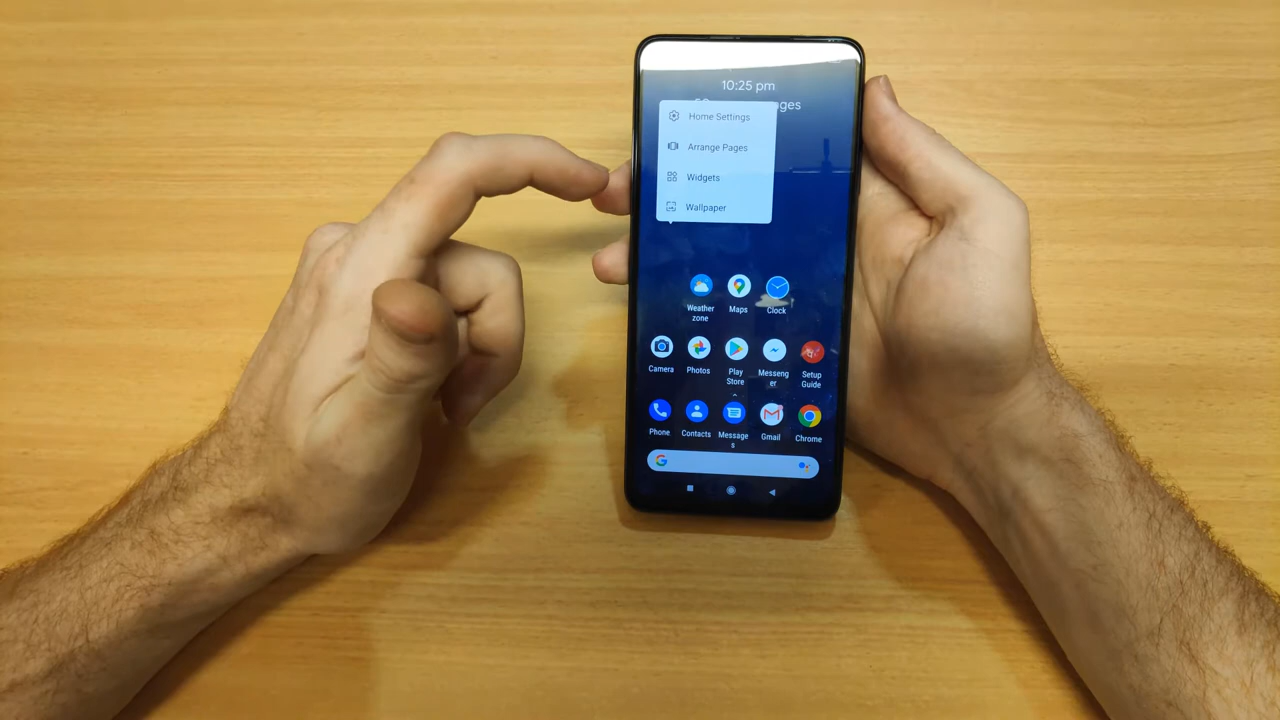 10:25 pm
ges
Home Settings
Arrange Pages
Widgets
Wallpaper
Weather
zone
Maps
Clock
Camera
Photos
Play
Store
Messeng
er
Setup
Guide
Phone
Contacts
Message
s
Gmail
Chrome